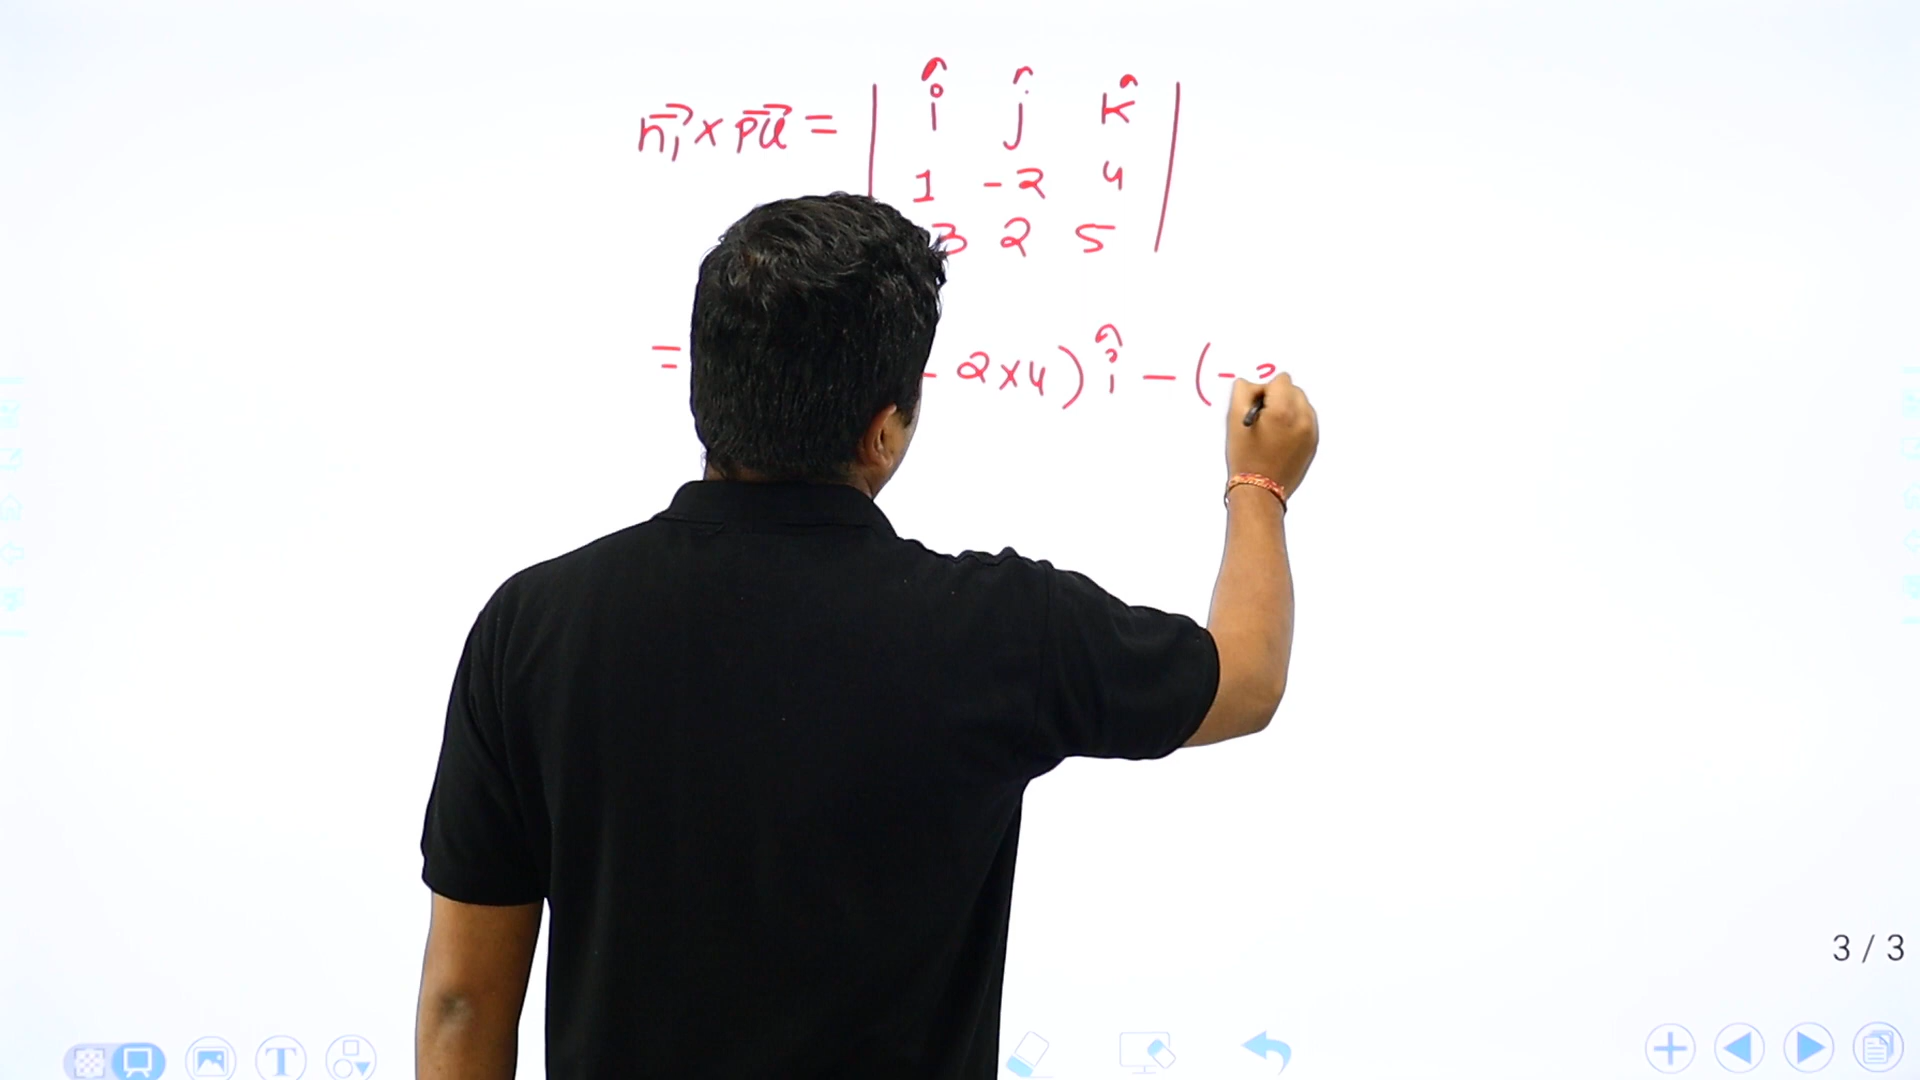 n₁ × PQ = | î ĵ k̂ |
1 -2 4
3 2 5
= - 2×4) î - (-
3 / 3
T